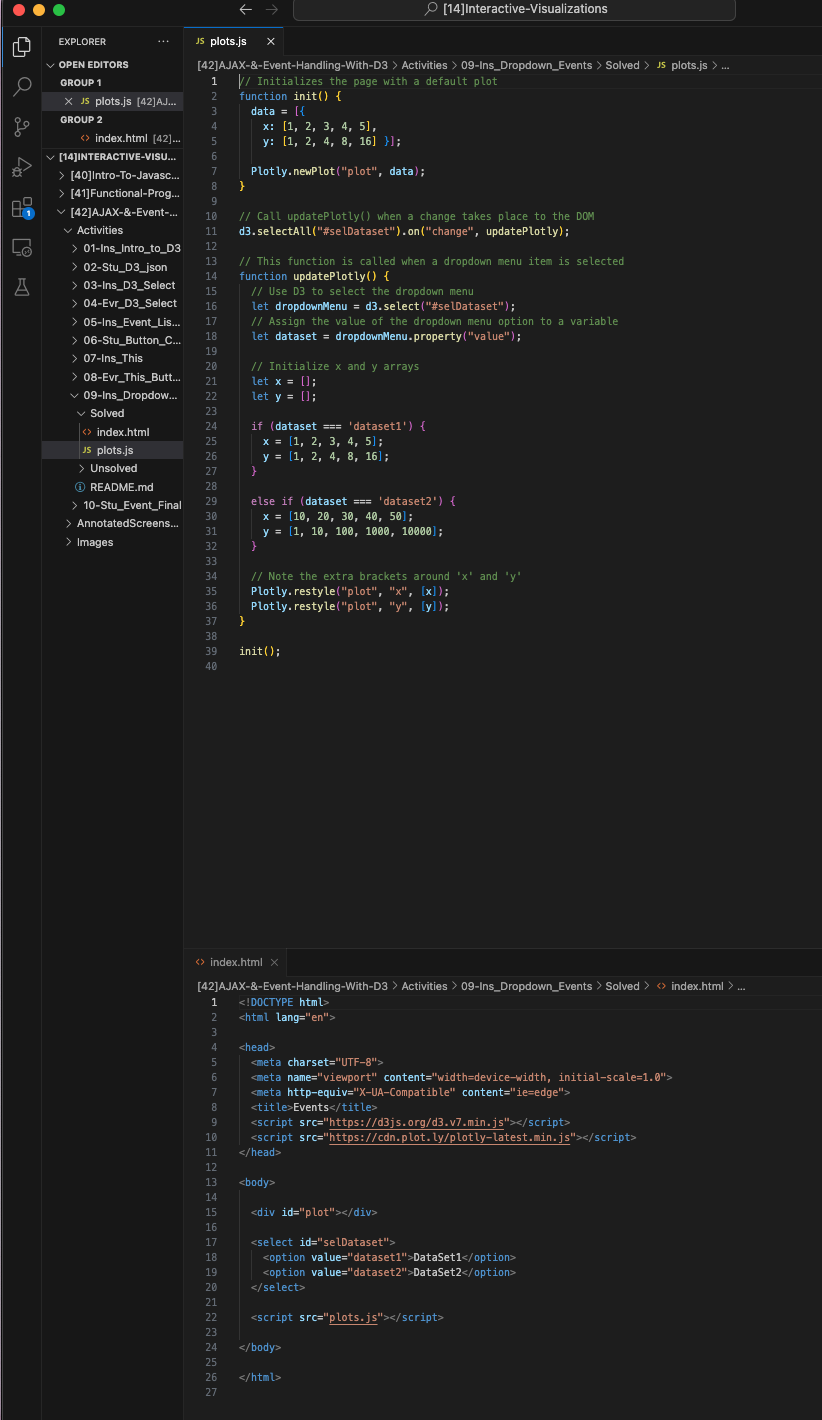 [14]Interactive-Visualizations
EXPLORER
OPEN EDITORS
GROUP 1
JS plots.js [42]AJ...
GROUP 2
<> index.html [42]...
[14]INTERACTIVE-VISU...
[40]Intro-To-Javasc...
[41]Functional-Prog...
[42]AJAX-&-Event-...
Activities
01-Ins_Intro_to_D3
02-Stu_D3_json
03-Ins_D3_Select
04-Evr_D3_Select
05-Ins_Event_Lis...
06-Stu_Button_C...
07-Ins_This
08-Evr_This_Butt...
09-Ins_Dropdow...
Solved
<> index.html
JS plots.js
Unsolved
README.md
10-Stu_Event_Final
AnnotatedScreens...
Images
1
JS plots.js
[42]AJAX-&-Event-Handling-With-D3 > Activities > 09-Ins_Dropdown_Events > Solved > JS plots.js > ...
1 // Initializes the page with a default plot
2 function init() {
3   data = [{
4     x: [1, 2, 3, 4, 5],
5     y: [1, 2, 4, 8, 16] }];
6
7   Plotly.newPlot("plot", data);
8 }
9
10 // Call updatePlotly() when a change takes place to the DOM
11 d3.selectAll("#selDataset").on("change", updatePlotly);
12
13 // This function is called when a dropdown menu item is selected
14 function updatePlotly() {
15   // Use D3 to select the dropdown menu
16   let dropdownMenu = d3.select("#selDataset");
17   // Assign the value of the dropdown menu option to a variable
18   let dataset = dropdownMenu.property("value");
19
20   // Initialize x and y arrays
21   let x = [];
22   let y = [];
23
24   if (dataset === 'dataset1') {
25     x = [1, 2, 3, 4, 5];
26     y = [1, 2, 4, 8, 16];
27   }
28
29   else if (dataset === 'dataset2') {
30     x = [10, 20, 30, 40, 50];
31     y = [1, 10, 100, 1000, 10000];
32   }
33
34   // Note the extra brackets around 'x' and 'y'
35   Plotly.restyle("plot", "x", [x]);
36   Plotly.restyle("plot", "y", [y]);
37 }
38
39 init();
40
<> index.html
[42]AJAX-&-Event-Handling-With-D3 > Activities > 09-Ins_Dropdown_Events > Solved > <> index.html > ...
1 <!DOCTYPE html>
2 <html lang="en">
3
4 <head>
5   <meta charset="UTF-8">
6   <meta name="viewport" content="width=device-width, initial-scale=1.0">
7   <meta http-equiv="X-UA-Compatible" content="ie=edge">
8   <title>Events</title>
9   <script src="https://d3js.org/d3.v7.min.js"></script>
10   <script src="https://cdn.plot.ly/plotly-latest.min.js"></script>
11 </head>
12
13 <body>
14
15   <div id="plot"></div>
16
17   <select id="selDataset">
18     <option value="dataset1">DataSet1</option>
19     <option value="dataset2">DataSet2</option>
20   </select>
21
22   <script src="plots.js"></script>
23
24 </body>
25
26 </html>
27